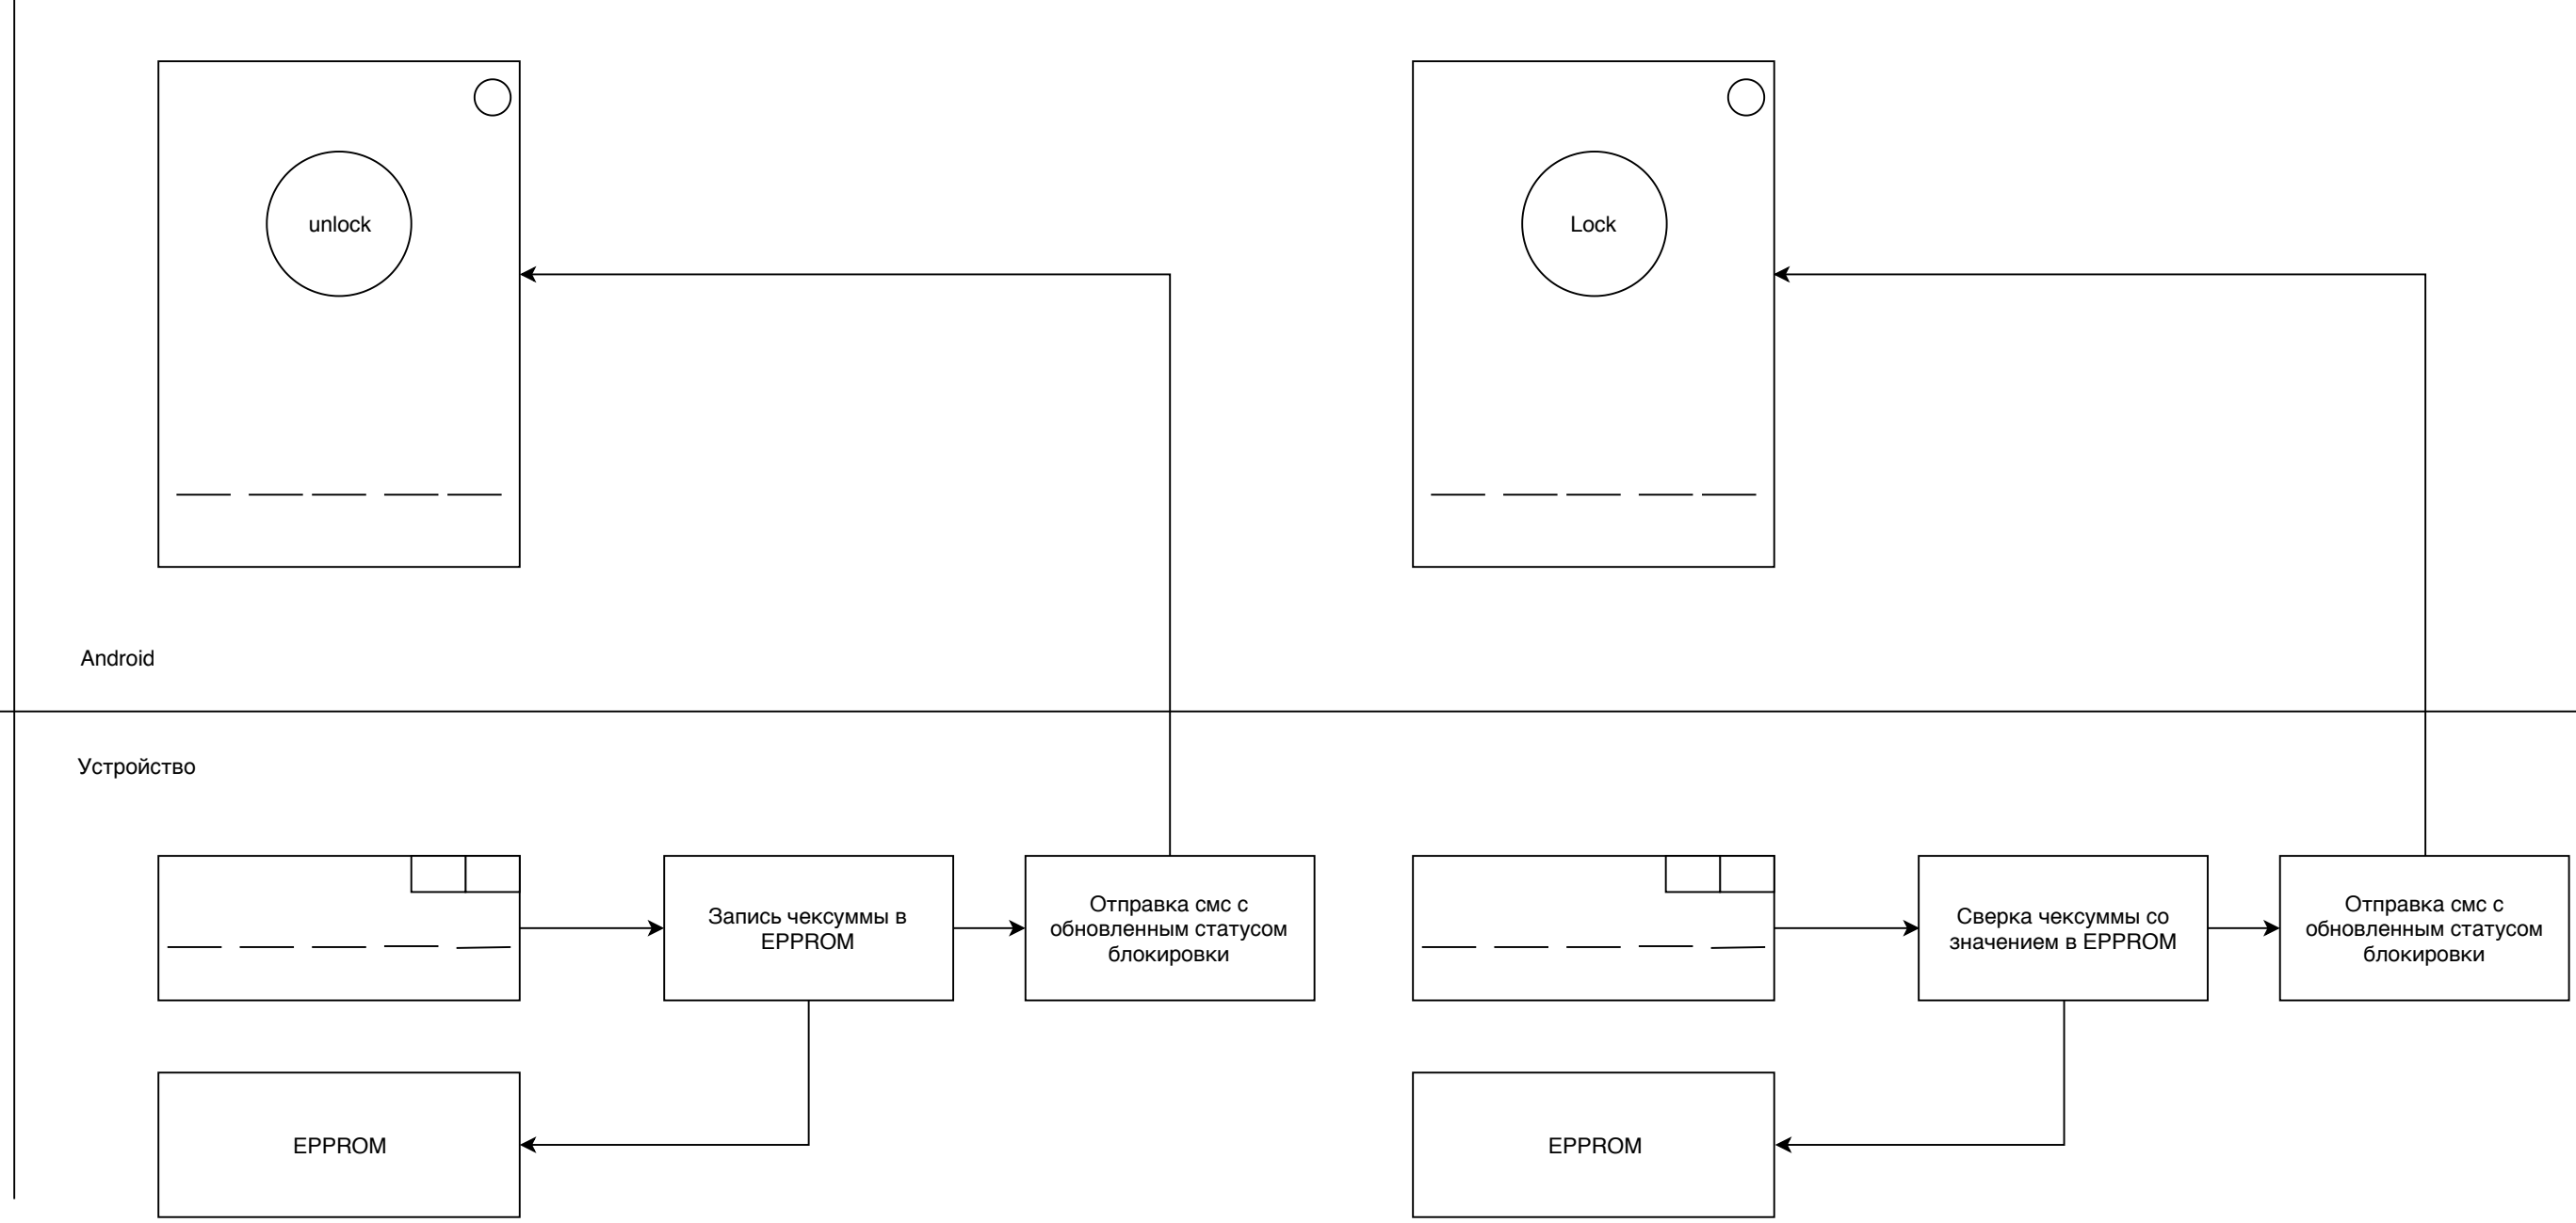 unlock
Lock
Android
Устройство
Запись чексуммы в
EPPROM
Отправка смс с
обновленным статусом
блокировки
Сверка чексуммы со
значением в EPPROM
Отправка смс с
обновленным статусом
блокировки
EPPROM
EPPROM